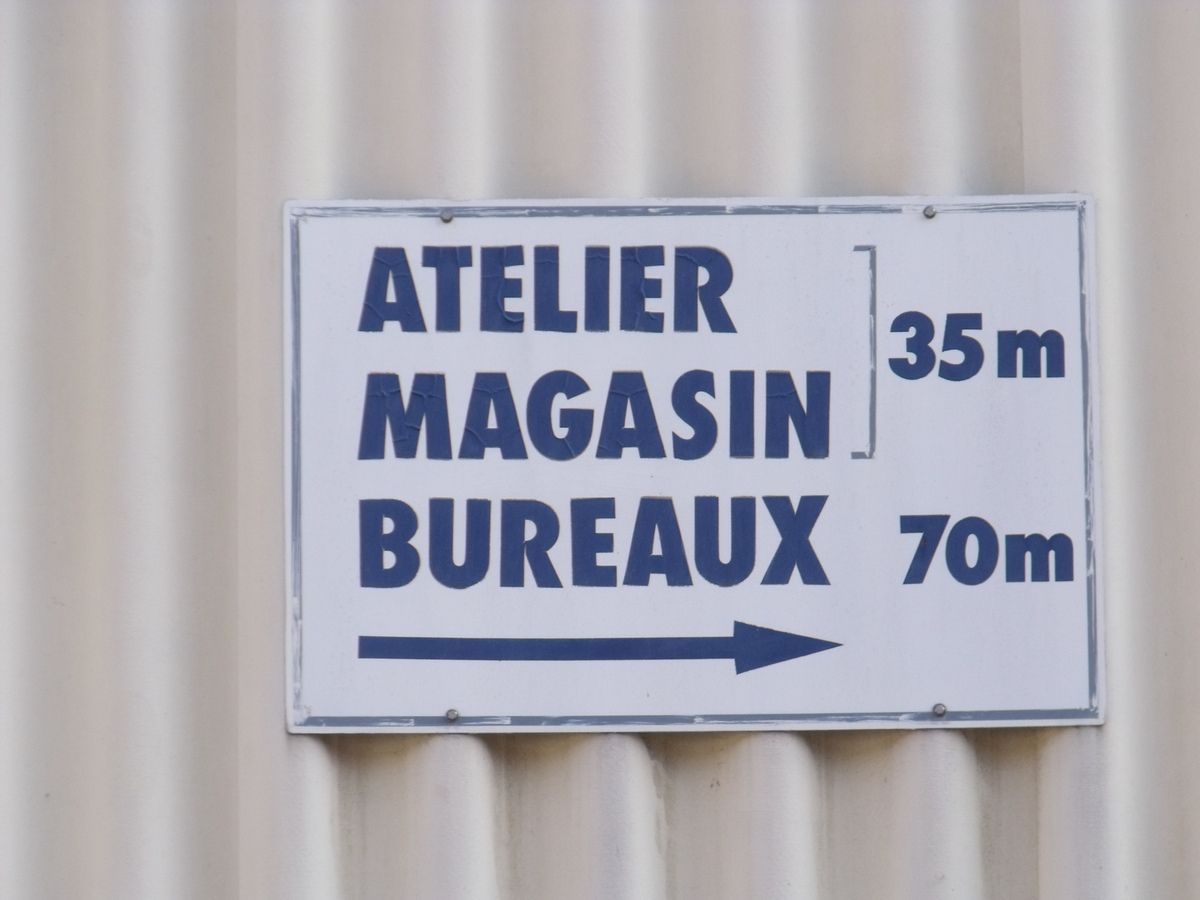 ATELIER
MAGASIN
35m
BUREAUX 70m